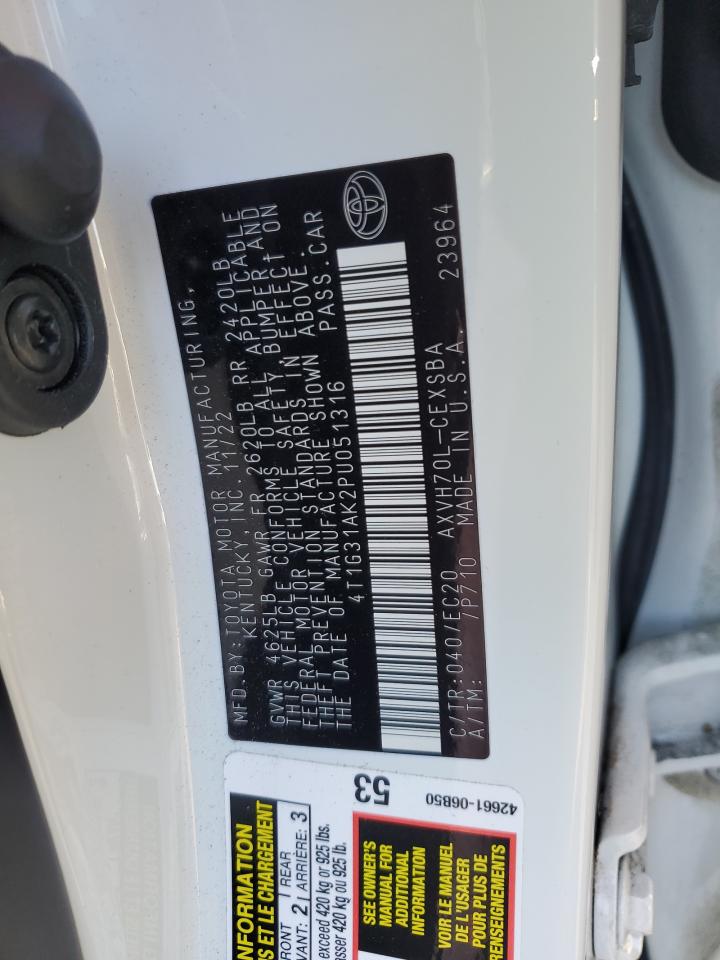 MFD. BY: TOYOTA MOTOR MANUFACTURING,
KENTUCKY, INC. 11/22
GVWR 4625LB GAWR FR 2620LB RR 2420LB
THIS VEHICLE CONFORMS TO ALL APPLICABLE
FEDERAL MOTOR VEHICLE SAFETY, BUMPER AND
THEFT PREVENTION STANDARDS IN EFFECT ON
THE DATE OF MANUFACTURE SHOWN ABOVE.
4T1G31AK2PU051316 PASS.CAR
C/TR:040/EC20 AXVH70L-CEXSBA 23964
A/TM: /P710 MADE IN U.S.A.
53
42661-06B50
INFORMATION
S ET LE CHARGEMENT
FRONT
VANT: 2
REAR
ARRIÈRE: 3
exceed 420 kg or 925 lbs.
asser 420 kg ou 925 lb.
SEE OWNER'S
MANUAL FOR
ADDITIONAL
INFORMATION
VOIR LE MANUEL
DE L'USAGER
POUR PLUS DE
RENSEIGNEMENTS